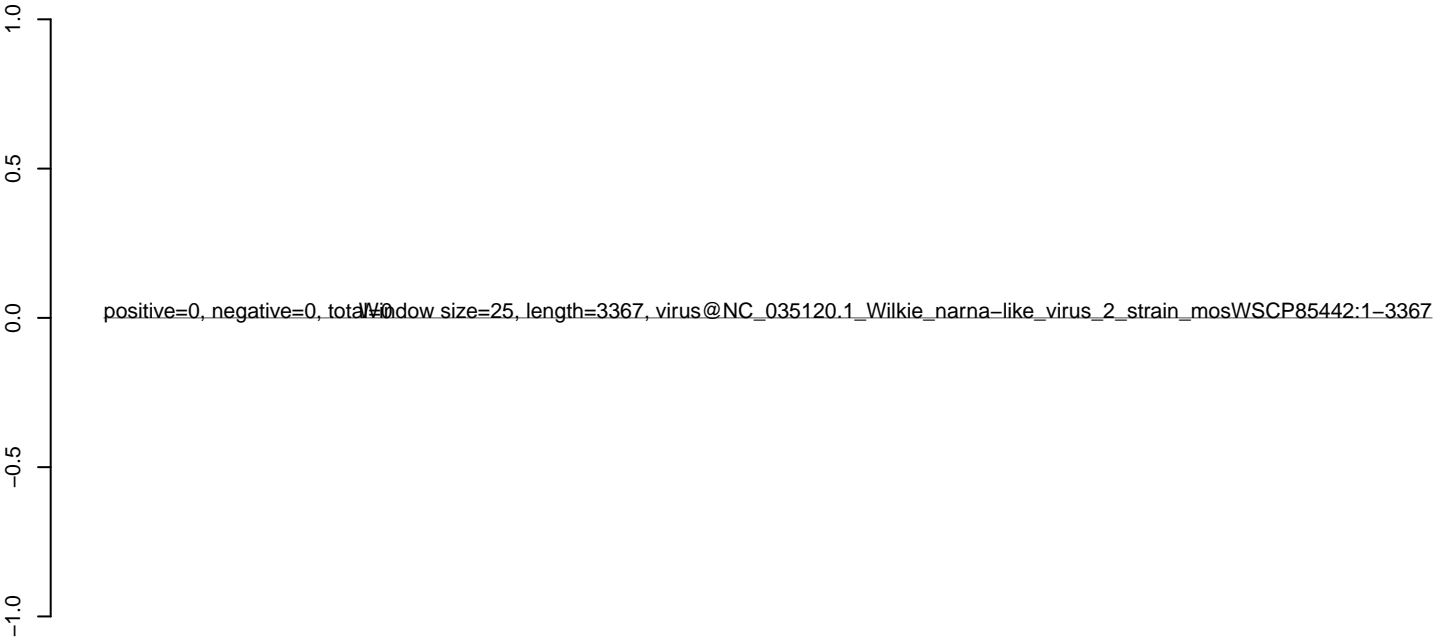 1.0
0.5
0.0
−0.5
−1.0
positive=0, negative=0, total=0
Window size=25, length=3367, virus@NC_035120.1_Wilkie_narna−like_virus_2_strain_mosWSCP85442:1−3367